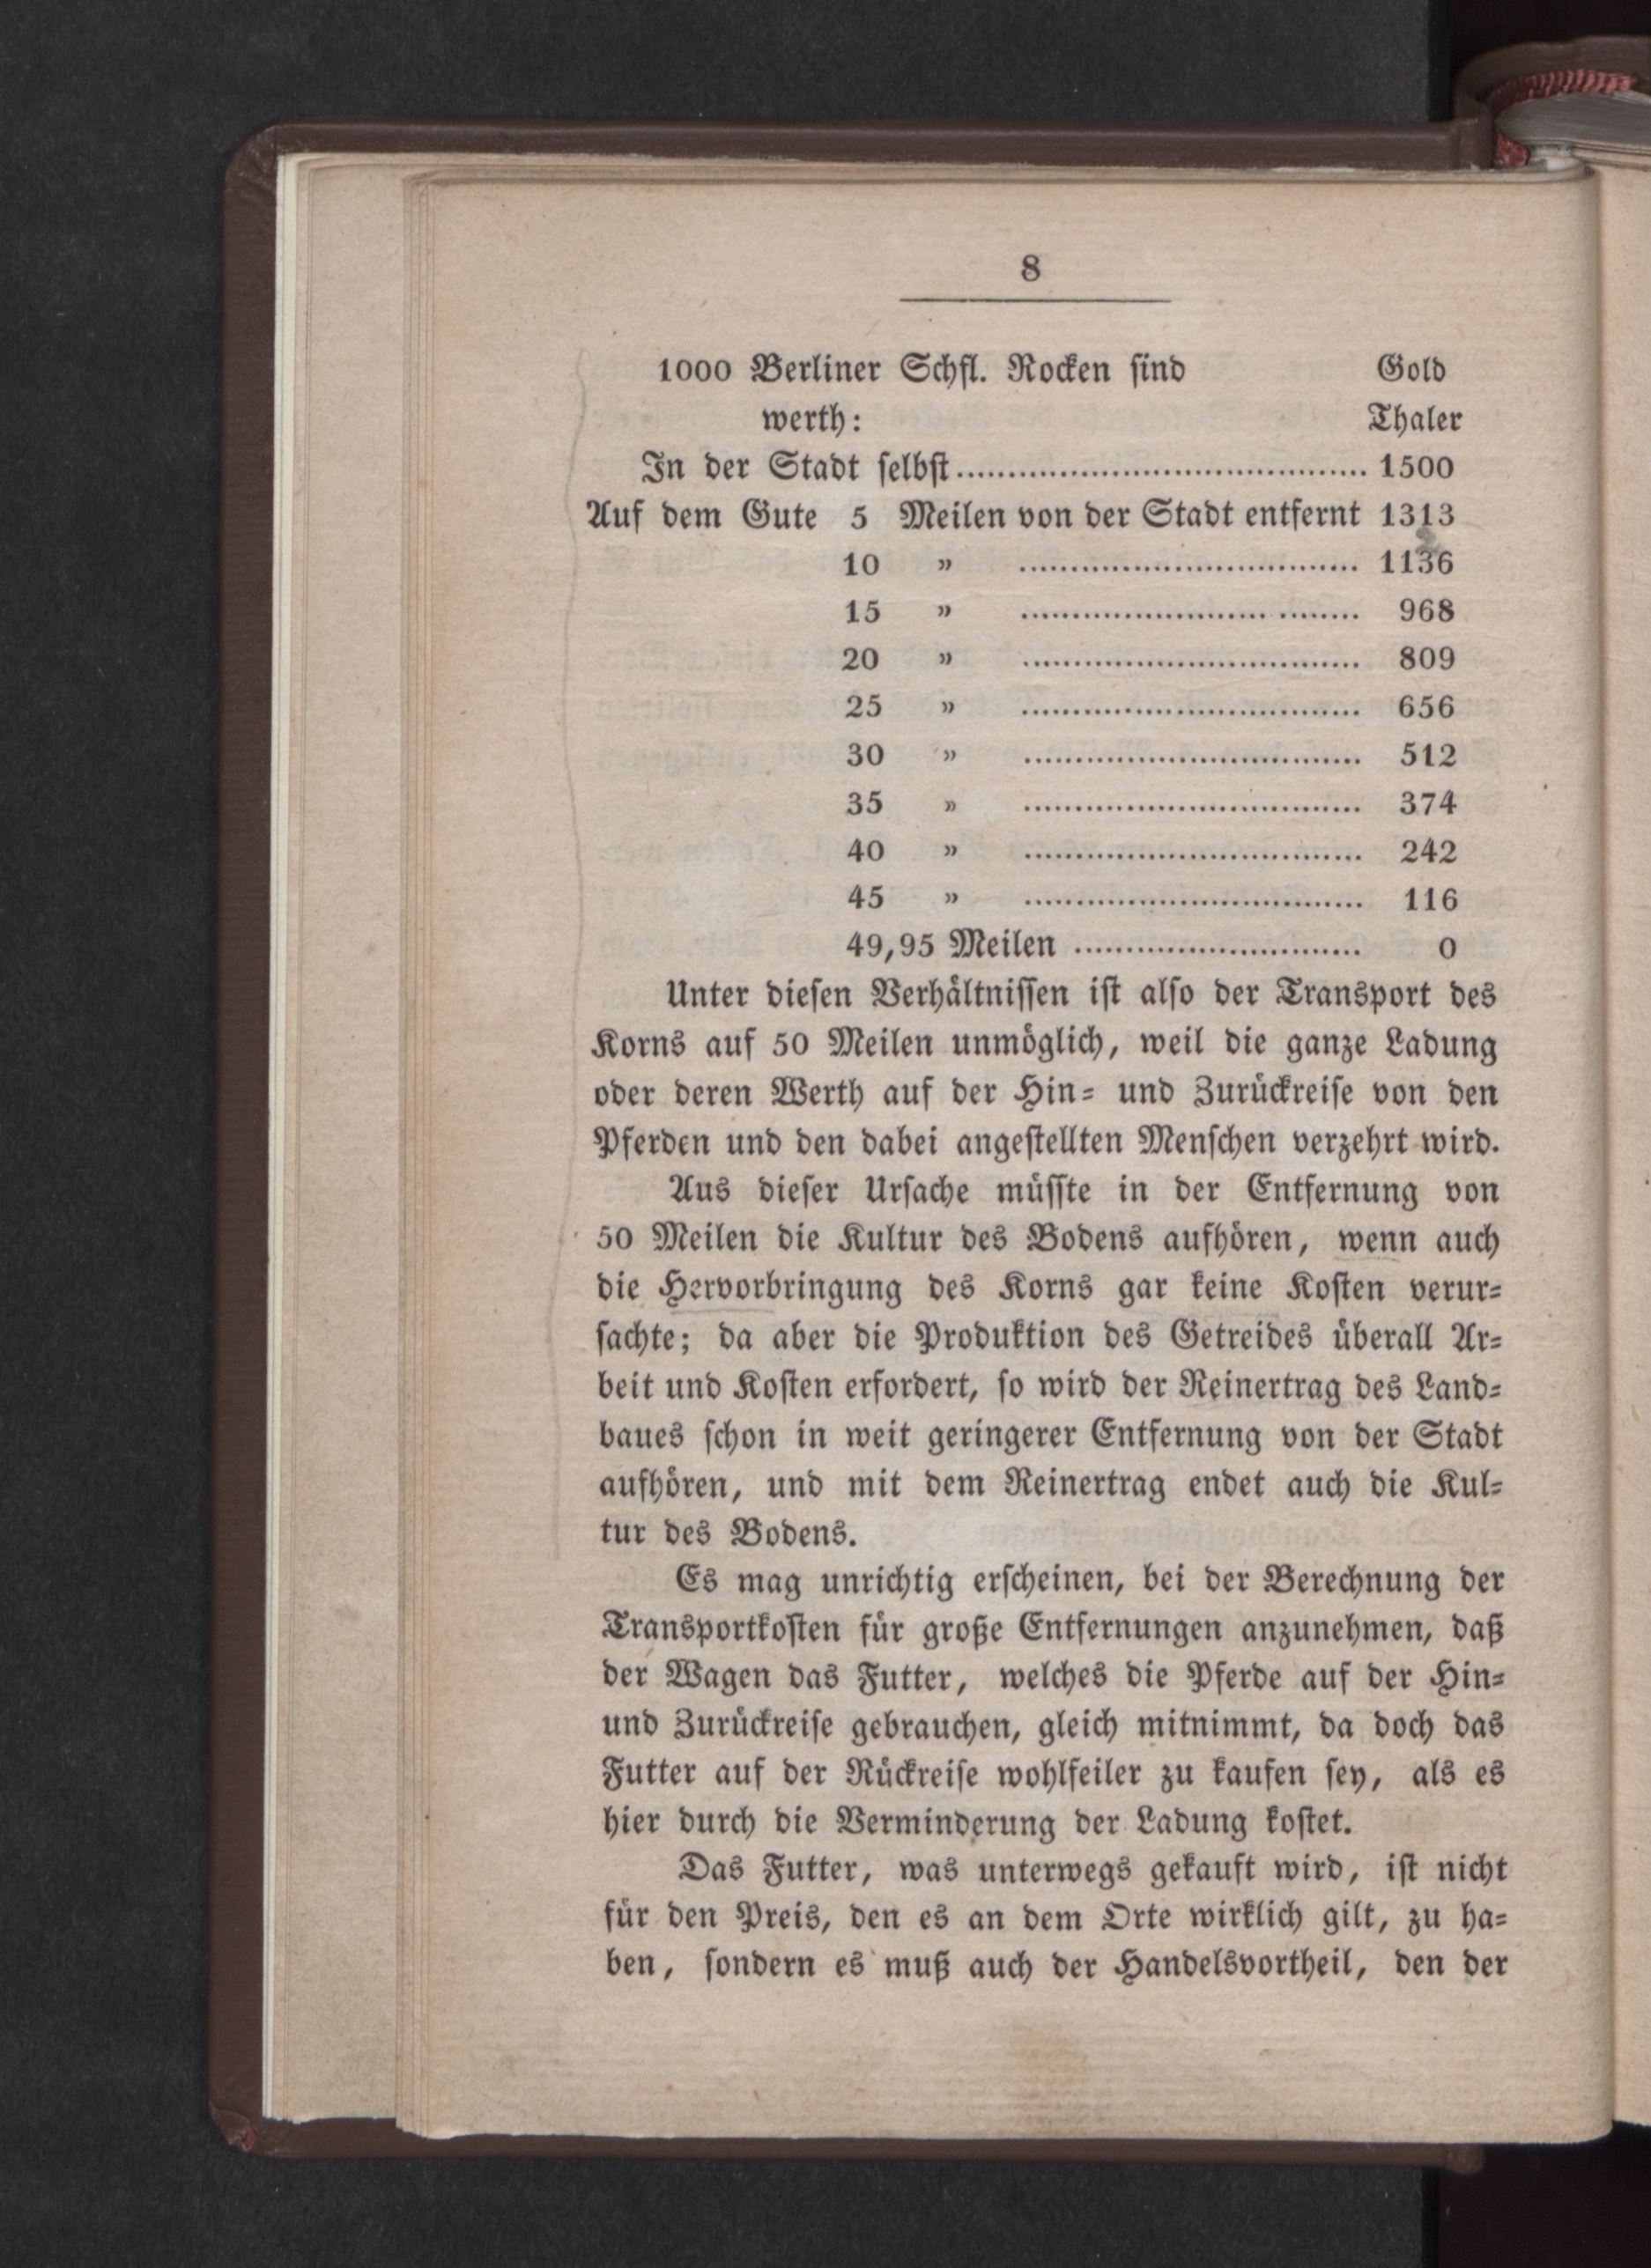 8
1000 Berliner Schfl. Rocken ſind Gold
werth: Thaler
In der Stadt ſelbſt........................................ 1500
Auf dem Gute 5 Meilen von der Stadt entfernt 1313
10 » ................................. 1136
15 » ........................ ........ 968
20 » ................................. 809
25 » ................................. 656
30 » ................................. 512
35 » ................................. 374
40 » ................................. 242
45 » ................................. 116
49,95 Meilen ............................ 0
Unter dieſen Verhältniſſen iſt alſo der Transport des
Korns auf 50 Meilen unmöglich, weil die ganze Ladung
oder deren Werth auf der Hin- und Zurückreiſe von den
Pferden und den dabei angeſtellten Menſchen verzehrt wird.
Aus dieſer Urſache müſſte in der Entfernung von
50 Meilen die Kultur des Bodens aufhören, wenn auch
die Hervorbringung des Korns gar keine Koſten verur-
ſachte; da aber die Produktion des Getreides überall Ar-
beit und Koſten erfordert, ſo wird der Reinertrag des Land-
baues ſchon in weit geringerer Entfernung von der Stadt
aufhören, und mit dem Reinertrag endet auch die Kul-
tur des Bodens.
Es mag unrichtig erſcheinen, bei der Berechnung der
Transportkoſten für große Entfernungen anzunehmen, daß
der Wagen das Futter, welches die Pferde auf der Hin-
und Zurückreiſe gebrauchen, gleich mitnimmt, da doch das
Futter auf der Rückreiſe wohlfeiler zu kaufen ſey, als es
hier durch die Verminderung der Ladung koſtet.
Das Futter, was unterwegs gekauft wird, iſt nicht
für den Preis, den es an dem Orte wirklich gilt, zu ha-
ben, ſondern es muß auch der Handelsvortheil, den der